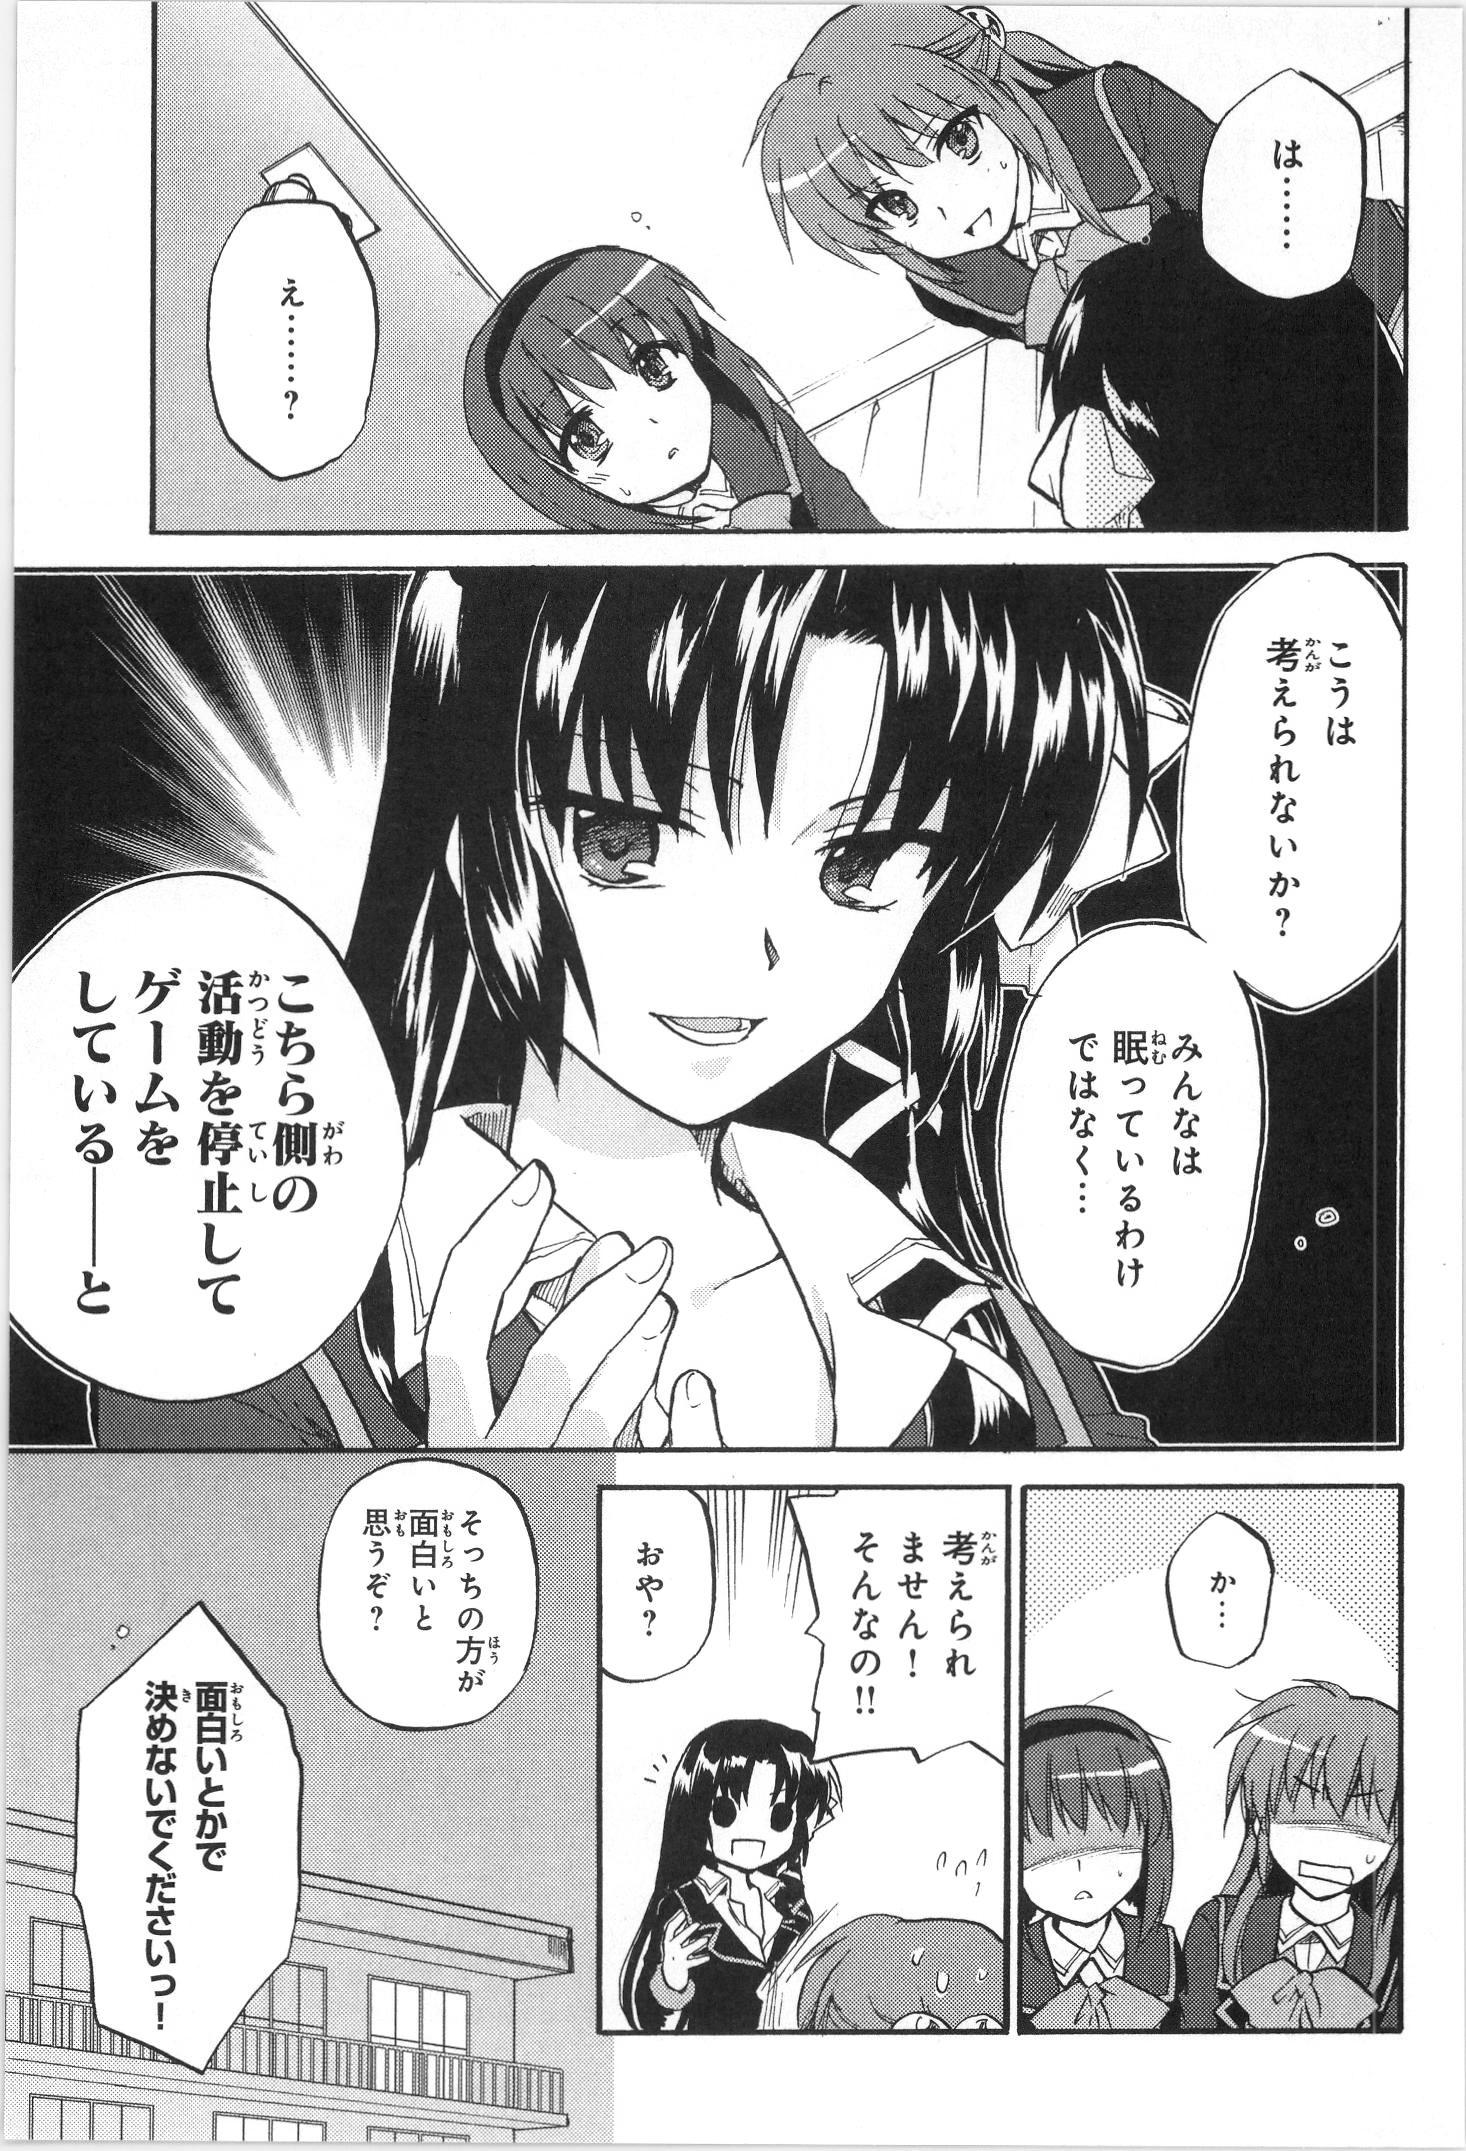 は……
え………？
こうは
考えられないか？
みんなは
眠っているわけ
ではなく…
こちら側の
活動を停止して
ゲームを
している――と
か…
考えられ
ません！
そんなの!!
おや？
そっちの方が
面白いと
思うぞ？
面白いとかで
決めないでくださいっ！